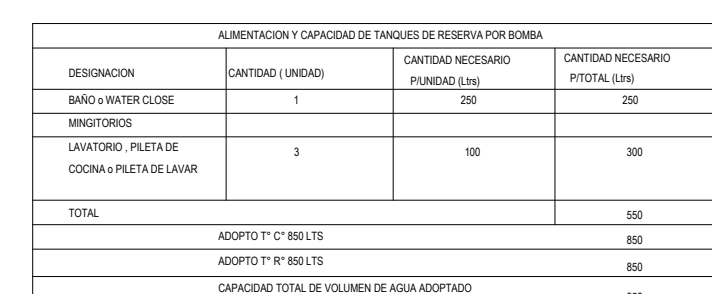 ALIMENTACION Y CAPACIDAD DE TANQUES DE RESERVA POR BOMBA
DESIGNACION
CANTIDAD ( UNIDAD)
CANTIDAD NECESARIO
P/UNIDAD (Ltrs)
CANTIDAD NECESARIO
P/TOTAL (Ltrs)
BAÑO o WATER CLOSE 1 250 250
MINGITORIOS
LAVATORIO , PILETA DE
COCINA o PILETA DE LAVAR
3 100 300
TOTAL 550
ADOPTO T° C° 850 LTS 850
ADOPTO T° R° 850 LTS 850
CAPACIDAD TOTAL DE VOLUMEN DE AGUA ADOPTADO